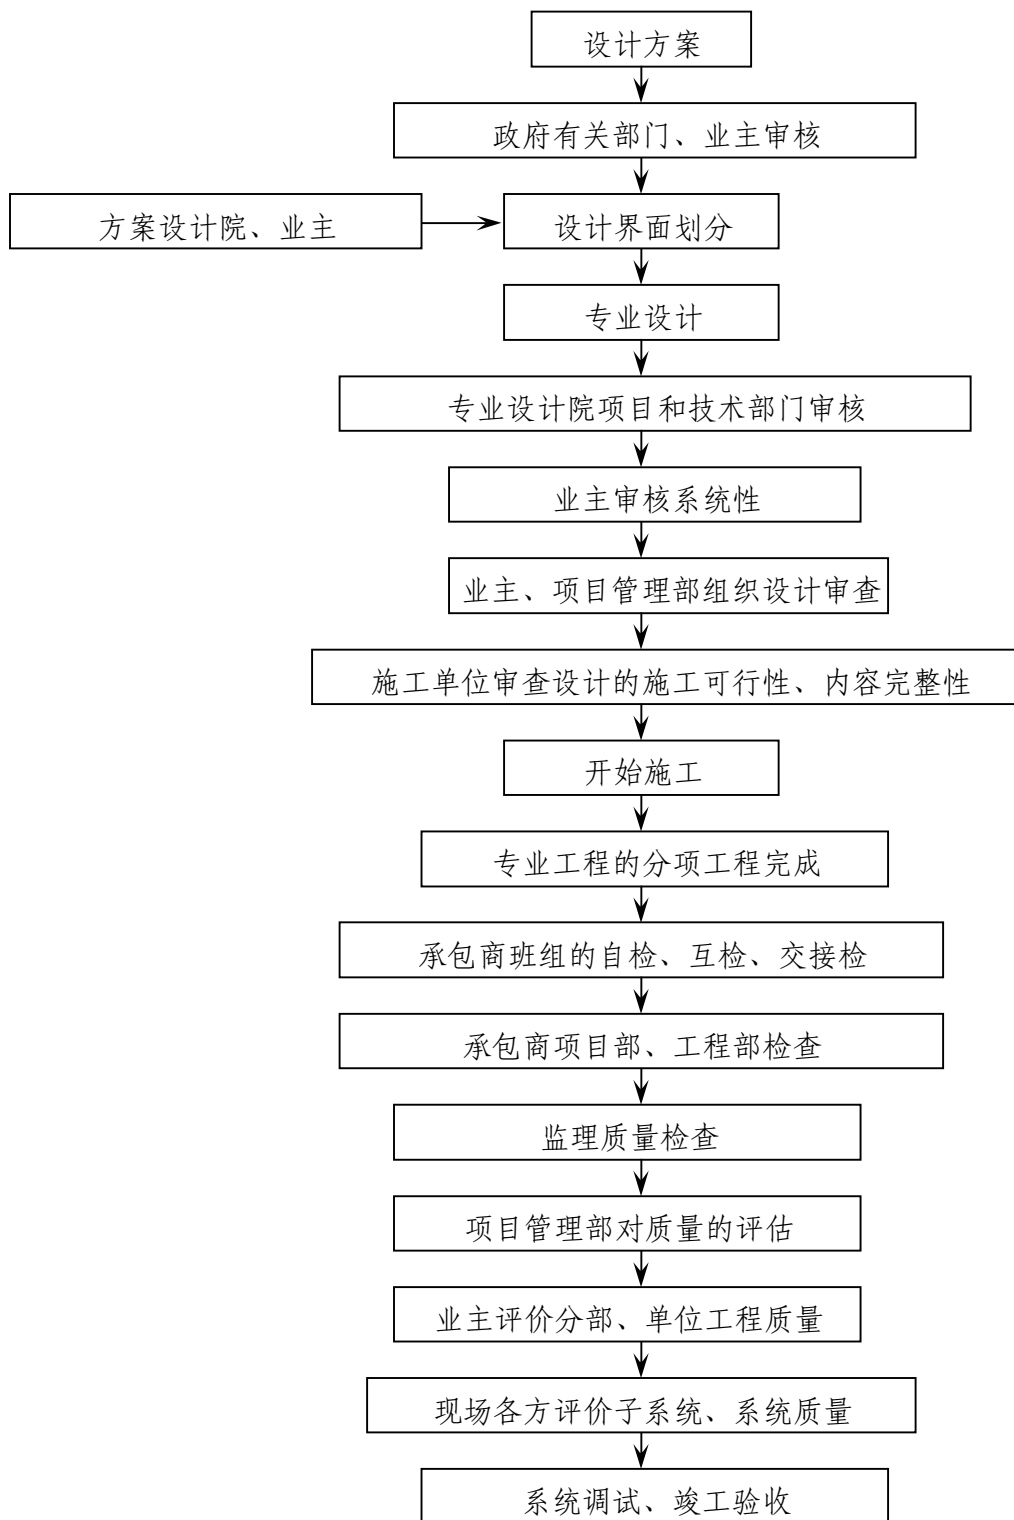 设计方案
政府有关部门、业主审核
方案设计院、业主
设计界面划分
专业设计
专业设计院项目和技术部门审核
业主审核系统性
业主、项目管理部组织设计审查
施工单位审查设计的施工可行性、内容完整性
开始施工
专业工程的分项工程完成
承包商班组的自检、互检、交接检
承包商项目部、工程部检查
监理质量检查
项目管理部对质量的评估
业主评价分部、单位工程质量
现场各方评价子系统、系统质量
系统调试、竣工验收